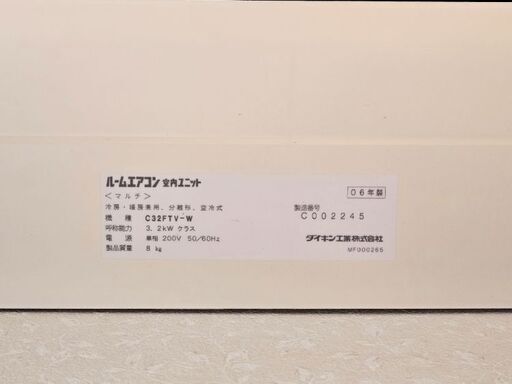 ルームエアコン 室内ユニット
＜マルチ＞
冷房・暖房兼用、分離形、空冷式
機種 C32FTV-W
呼称能力 3.2kW クラス
電源 単相 200V 50/60Hz
製品質量 8 kg
06年製
製造番号
C002245
ダイキン工業株式会社
MF000265